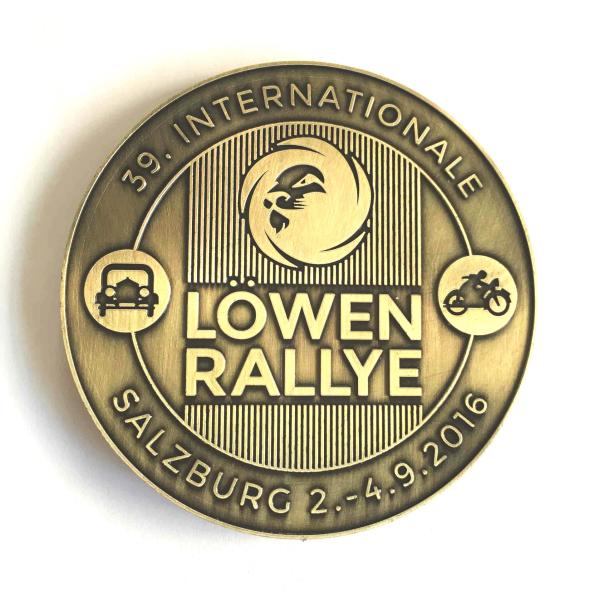 39. INTERNATIONALE
LÖWEN
RALLYE
SALZBURG 2.-4.9.2016